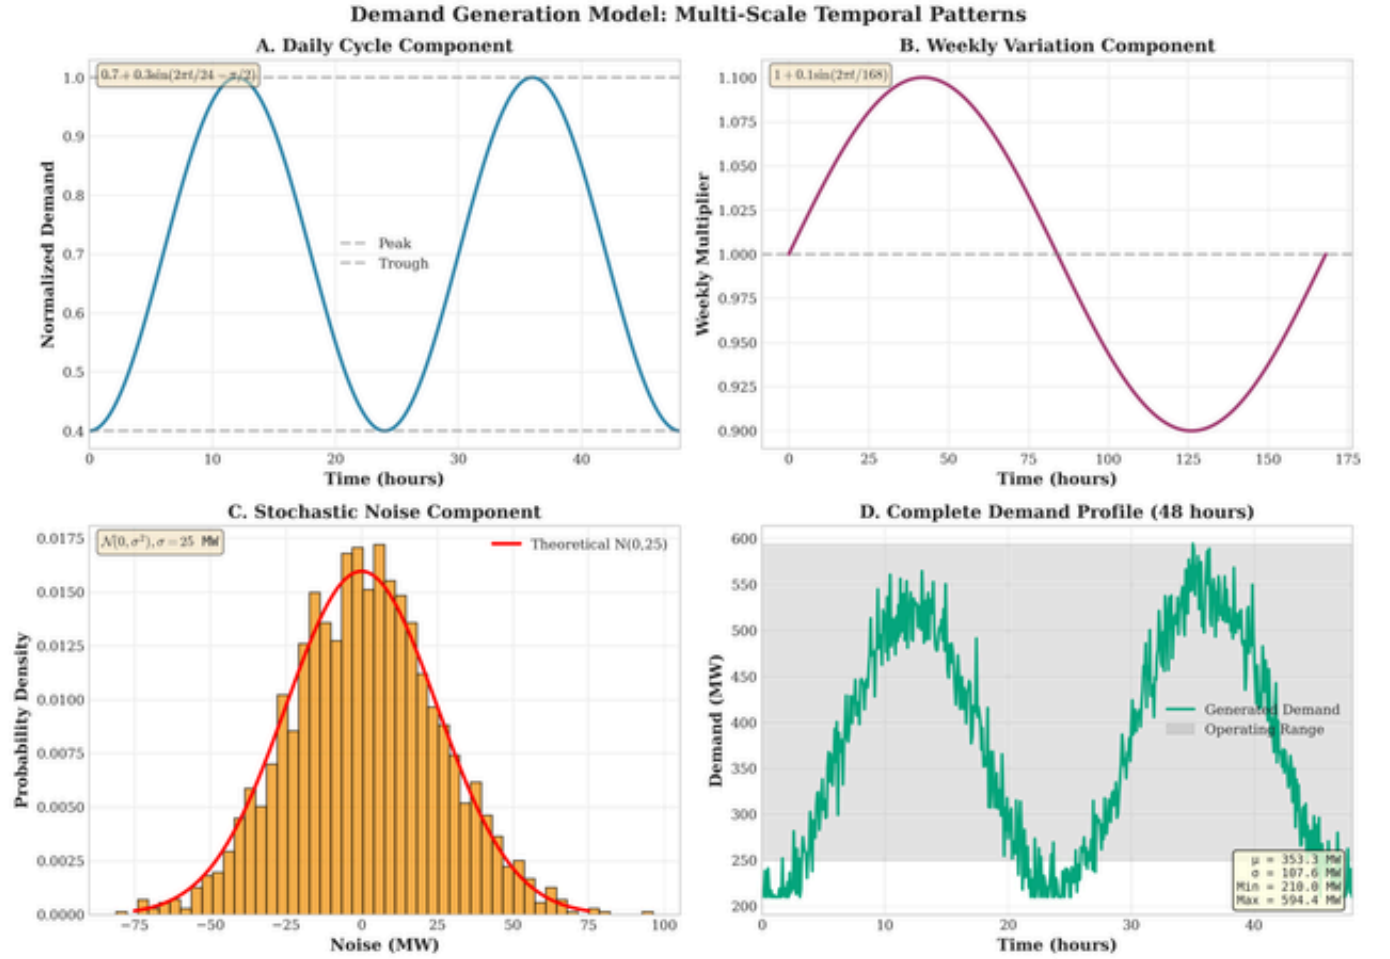 Demand Generation Model: Multi-Scale Temporal Patterns
A. Daily Cycle Component
0.7 + 0.3sin(2πt/24 − π/2)
1.0
0.9
0.8
0.7
0.6
0.5
0.4
Normalized Demand
Peak
Trough
0 10 20 30 40
Time (hours)
B. Weekly Variation Component
1 + 0.1sin(2πt/168)
1.100
1.075
1.050
1.025
1.000
0.975
0.950
0.925
0.900
Weekly Multiplier
0 25 50 75 100 125 150 175
Time (hours)
C. Stochastic Noise Component
N(0, σ²), σ = 25 MW
Theoretical N(0,25)
0.0175
0.0150
0.0125
0.0100
0.0075
0.0050
0.0025
0.0000
Probability Density
−75 −50 −25 0 25 50 75 100
Noise (MW)
D. Complete Demand Profile (48 hours)
600
550
500
450
400
350
300
250
200
Demand (MW)
Generated Demand
Operating Range
μ = 353.3 MW
σ = 107.6 MW
Min = 210.0 MW
Max = 594.4 MW
0 10 20 30 40
Time (hours)